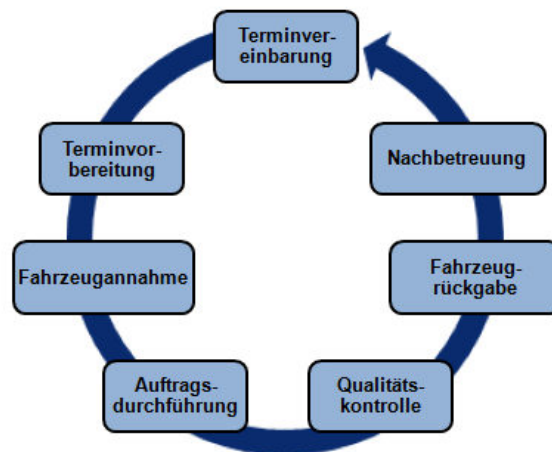 Terminver-
einbarung
Terminvor-
bereitung
Fahrzeugannahme
Auftrags-
durchführung
Qualitäts-
kontrolle
Fahrzeug-
rückgabe
Nachbetreuung